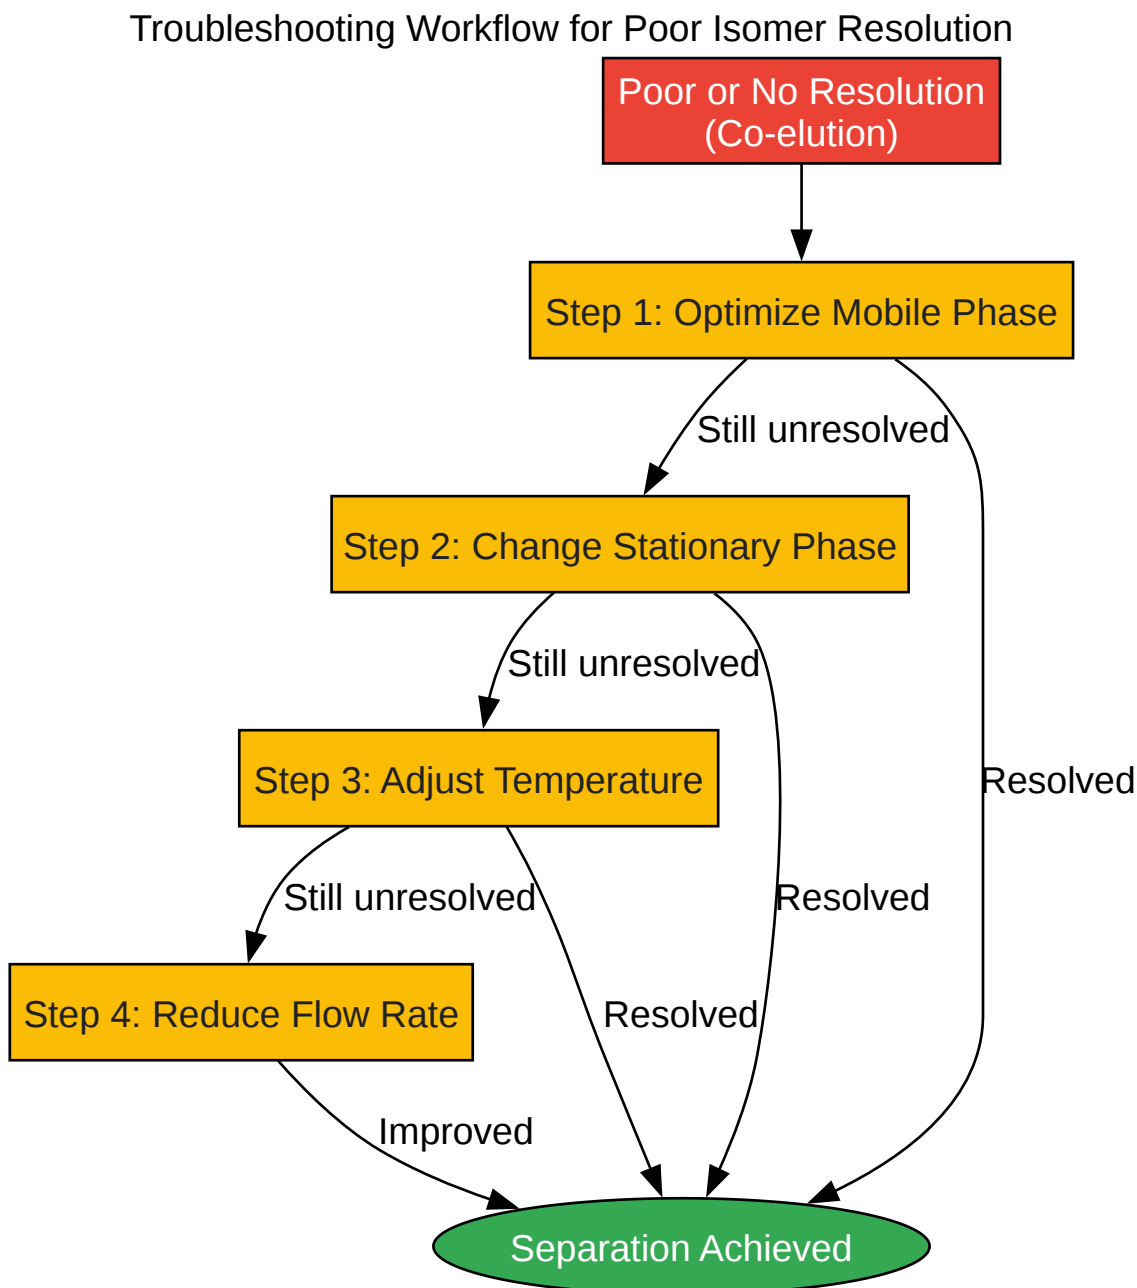 Troubleshooting Workflow for Poor Isomer Resolution
Poor or No Resolution
(Co-elution)
Step 1: Optimize Mobile Phase
Still unresolved
Step 2: Change Stationary Phase
Still unresolved
Step 3: Adjust Temperature
Resolved
Still unresolved
Resolved
Step 4: Reduce Flow Rate
Resolved
Improved
Separation Achieved